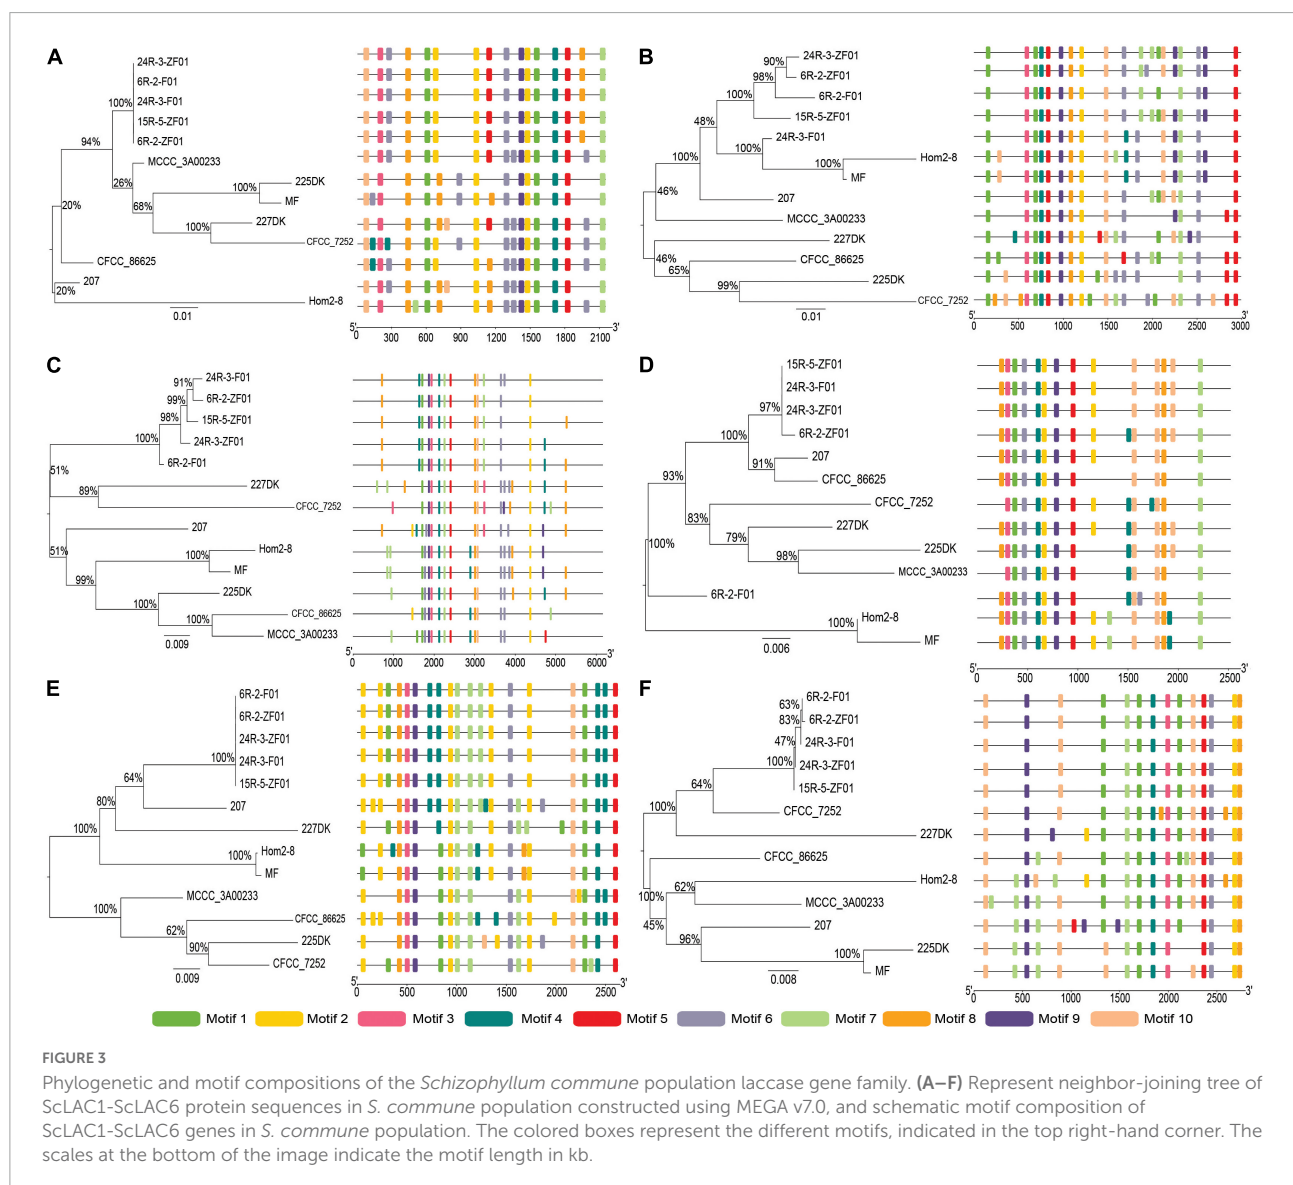 A
24R-3-ZF01
6R-2-F01
24R-3-F01
100%
15R-5-ZF01
94%
6R-2-ZF01
MCCC_3A00233
26%
100%
225DK
MF
68%
20%
227DK
100%
CFCC_7252
CFCC_86625
207
20%
Hom2-8
0.01
5'
3'
0
300
600
900
1200
1500
1800
2100
B
90%
24R-3-ZF01
98%
6R-2-ZF01
100%
6R-2-F01
48%
15R-5-ZF01
24R-3-F01
100%
100%
100%
Hom2-8
MF
46%
207
MCCC_3A00233
227DK
46%
CFCC_86625
65%
225DK
99%
CFCC_7252
0.01
5'
3'
0
500
1000
1500
2000
2500
3000
C
91%
24R-3-F01
99%
6R-2-ZF01
98%
15R-5-ZF01
100%
24R-3-ZF01
6R-2-F01
51%
89%
227DK
CFCC_7252
207
51%
Hom2-8
100%
MF
99%
225DK
100%
CFCC_86625
100%
MCCC_3A00233
0.009
5'
3'
0
1000
2000
3000
4000
5000
6000
D
15R-5-ZF01
24R-3-F01
97%
24R-3-ZF01
100%
6R-2-ZF01
207
91%
93%
CFCC_86625
CFCC_7252
83%
227DK
79%
100%
225DK
98%
MCCC_3A00233
6R-2-F01
Hom2-8
100%
MF
0.006
5'
3'
0
500
1000
1500
2000
2500
E
6R-2-F01
6R-2-ZF01
24R-3-ZF01
100%
24R-3-F01
64%
15R-5-ZF01
80%
207
100%
227DK
Hom2-8
100%
MF
MCCC_3A00233
100%
62%
CFCC_86625
90%
225DK
CFCC_7252
0.009
5'
3'
0
500
1000
1500
2000
2500
F
63%
6R-2-F01
83%
6R-2-ZF01
47%
24R-3-F01
100%
24R-3-ZF01
64%
15R-5-ZF01
100%
CFCC_7252
227DK
CFCC_86625
62%
Hom2-8
100%
MCCC_3A00233
45%
207
96%
225DK
100%
MF
0.008
5'
3'
0
500
1000
1500
2000
2500
Motif 1 Motif 2 Motif 3 Motif 4 Motif 5 Motif 6 Motif 7 Motif 8 Motif 9 Motif 10
FIGURE 3
Phylogenetic and motif compositions of the Schizophyllum commune population laccase gene family. (A–F) Represent neighbor-joining tree of
ScLAC1-ScLAC6 protein sequences in S. commune population constructed using MEGA v7.0, and schematic motif composition of
ScLAC1-ScLAC6 genes in S. commune population. The colored boxes represent the different motifs, indicated in the top right-hand corner. The
scales at the bottom of the image indicate the motif length in kb.